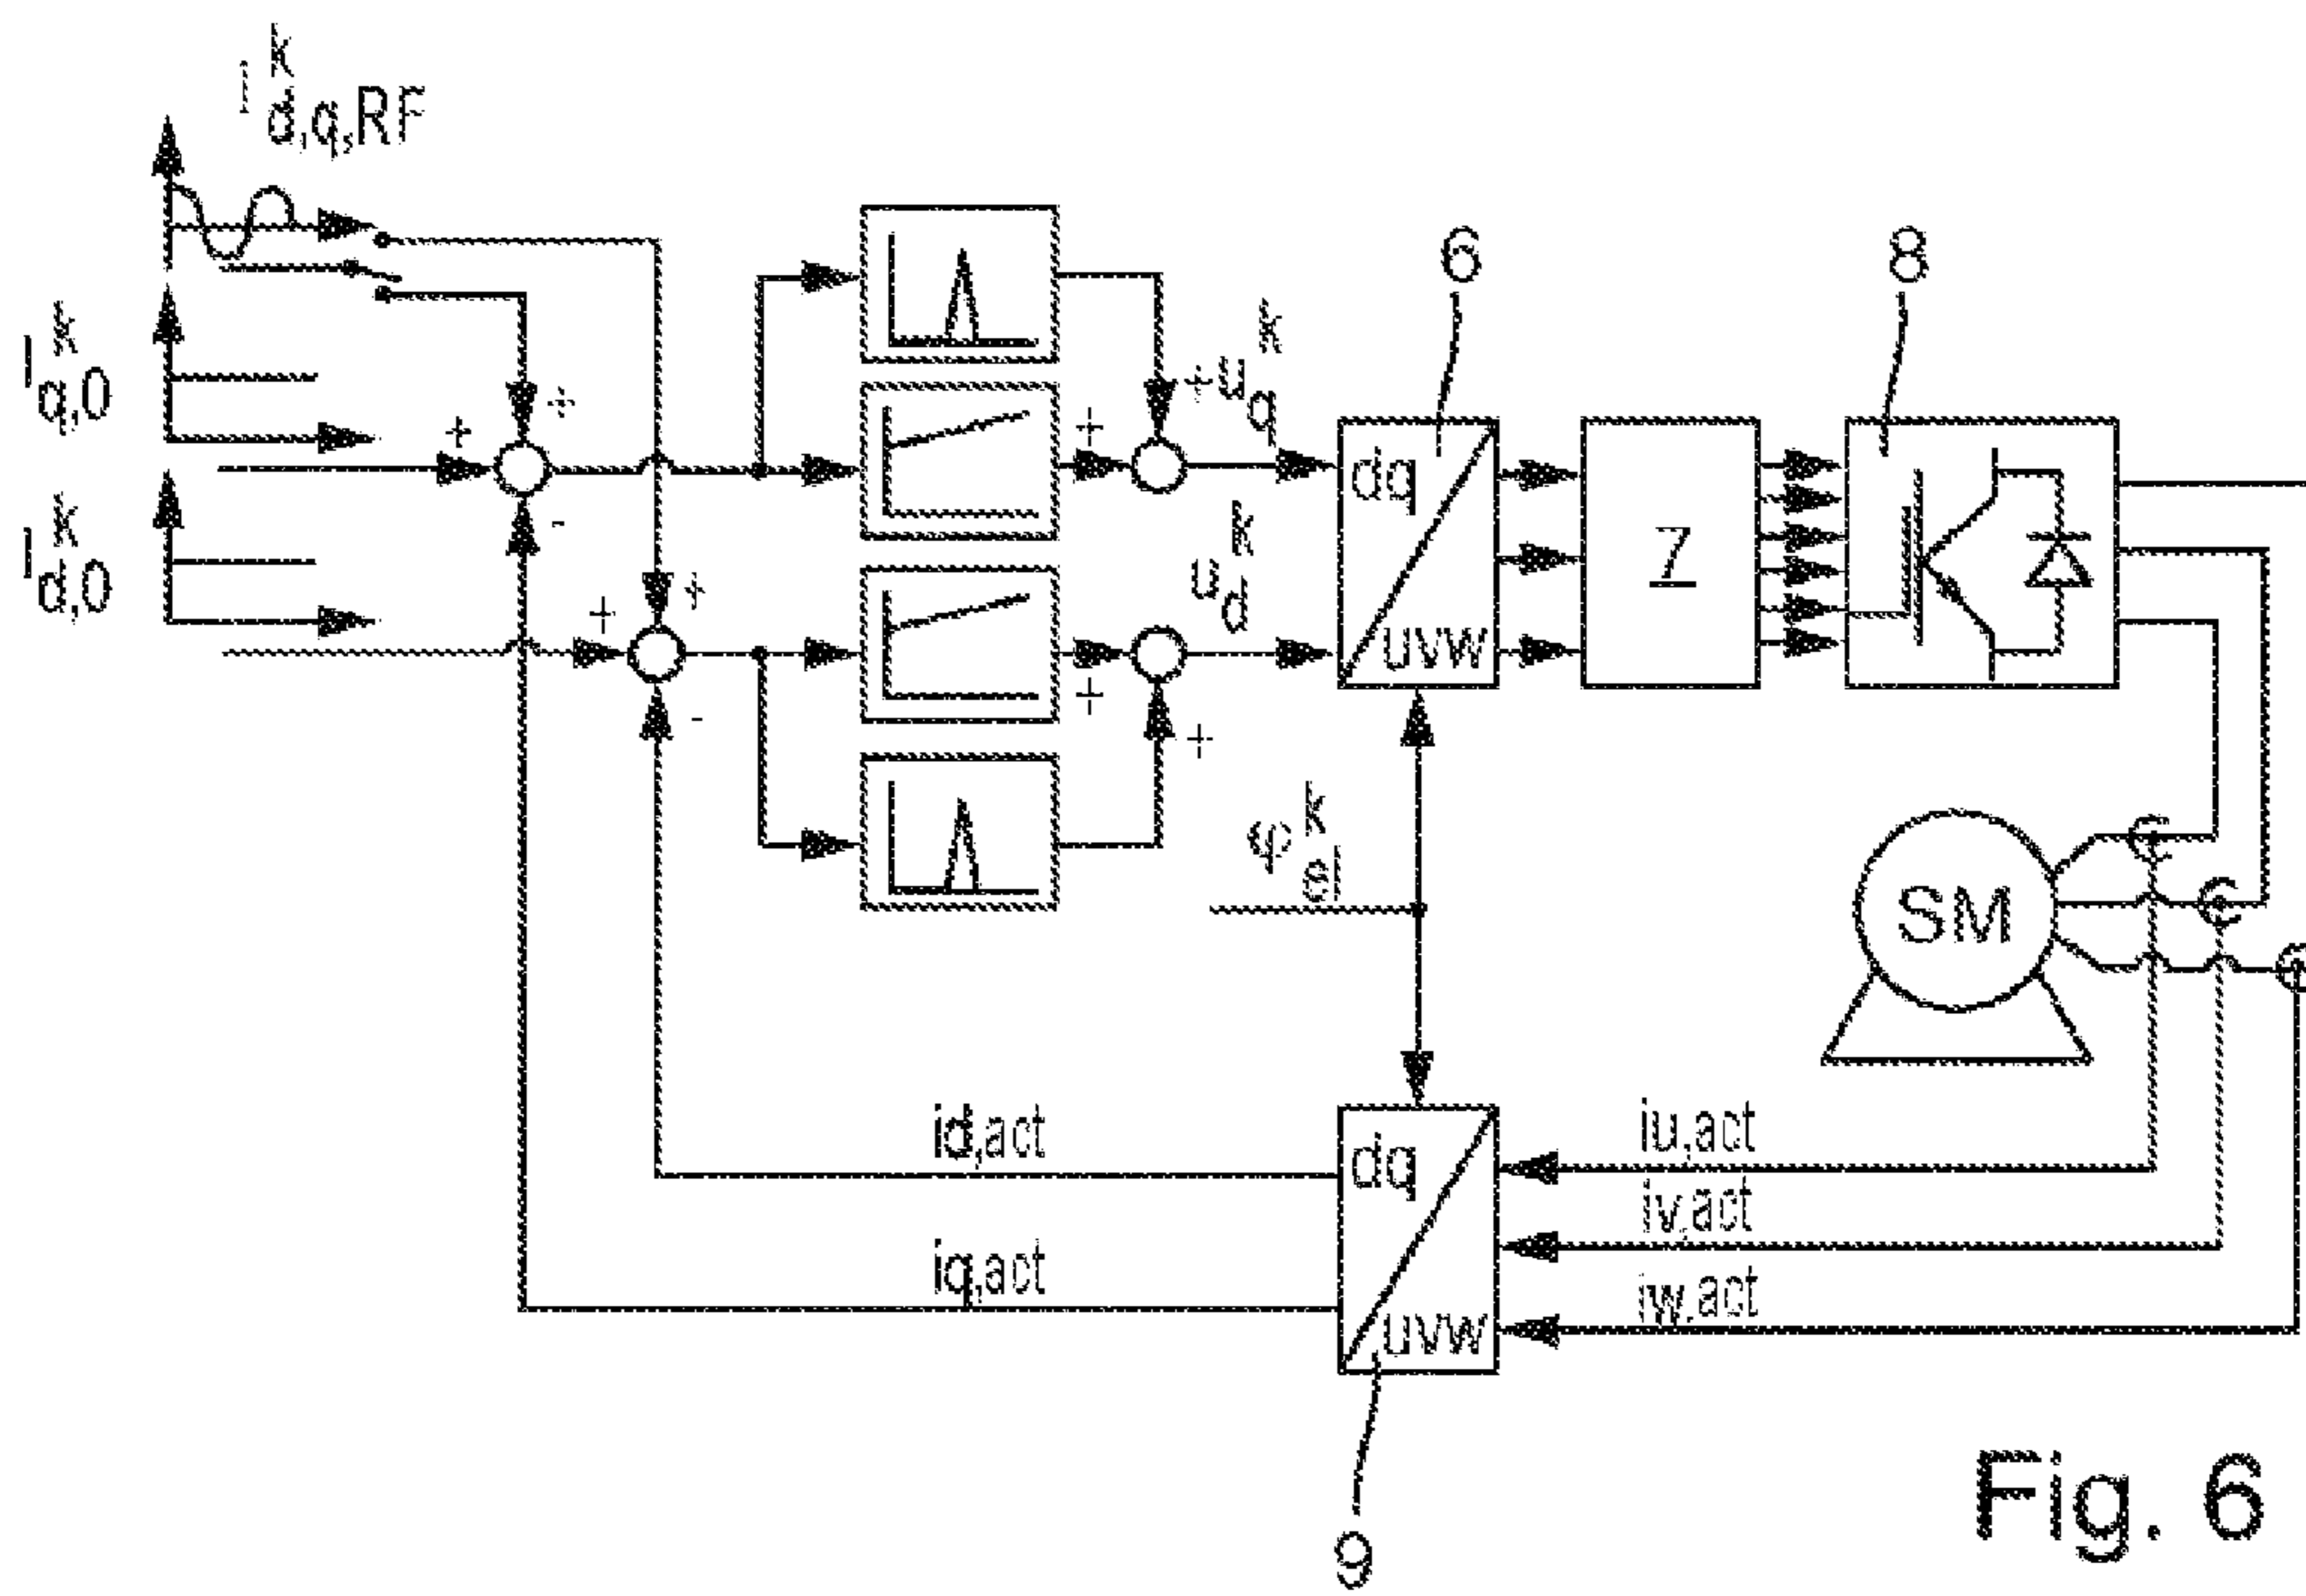 i k d,q,RF
I k q,0
I k d,0
+
+
-
+
+
-
+
+
+
+
u k q
u k d
6
dq
uvw
7
8
φ k el
SM
id,act
iq,act
dq
uvw
iu,act
iv,act
iw,act
9
Fig. 6